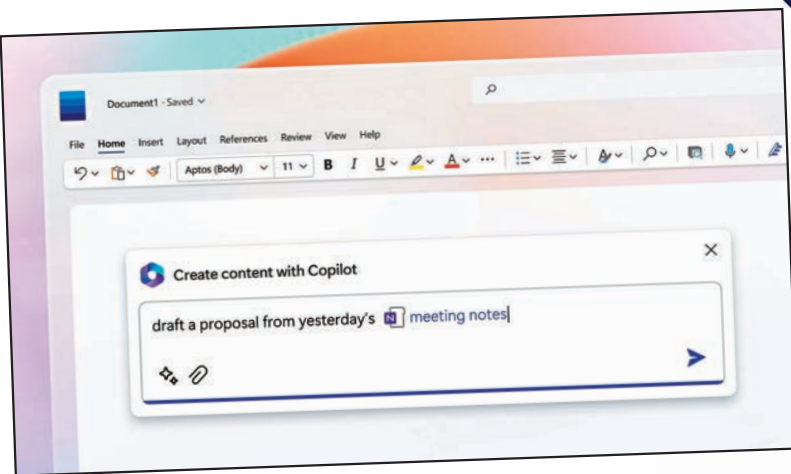 Document1 · Saved
File Home Insert Layout References Review View Help
Aptos (Body) 11 B I U A
Create content with Copilot
draft a proposal from yesterday's N meeting notes